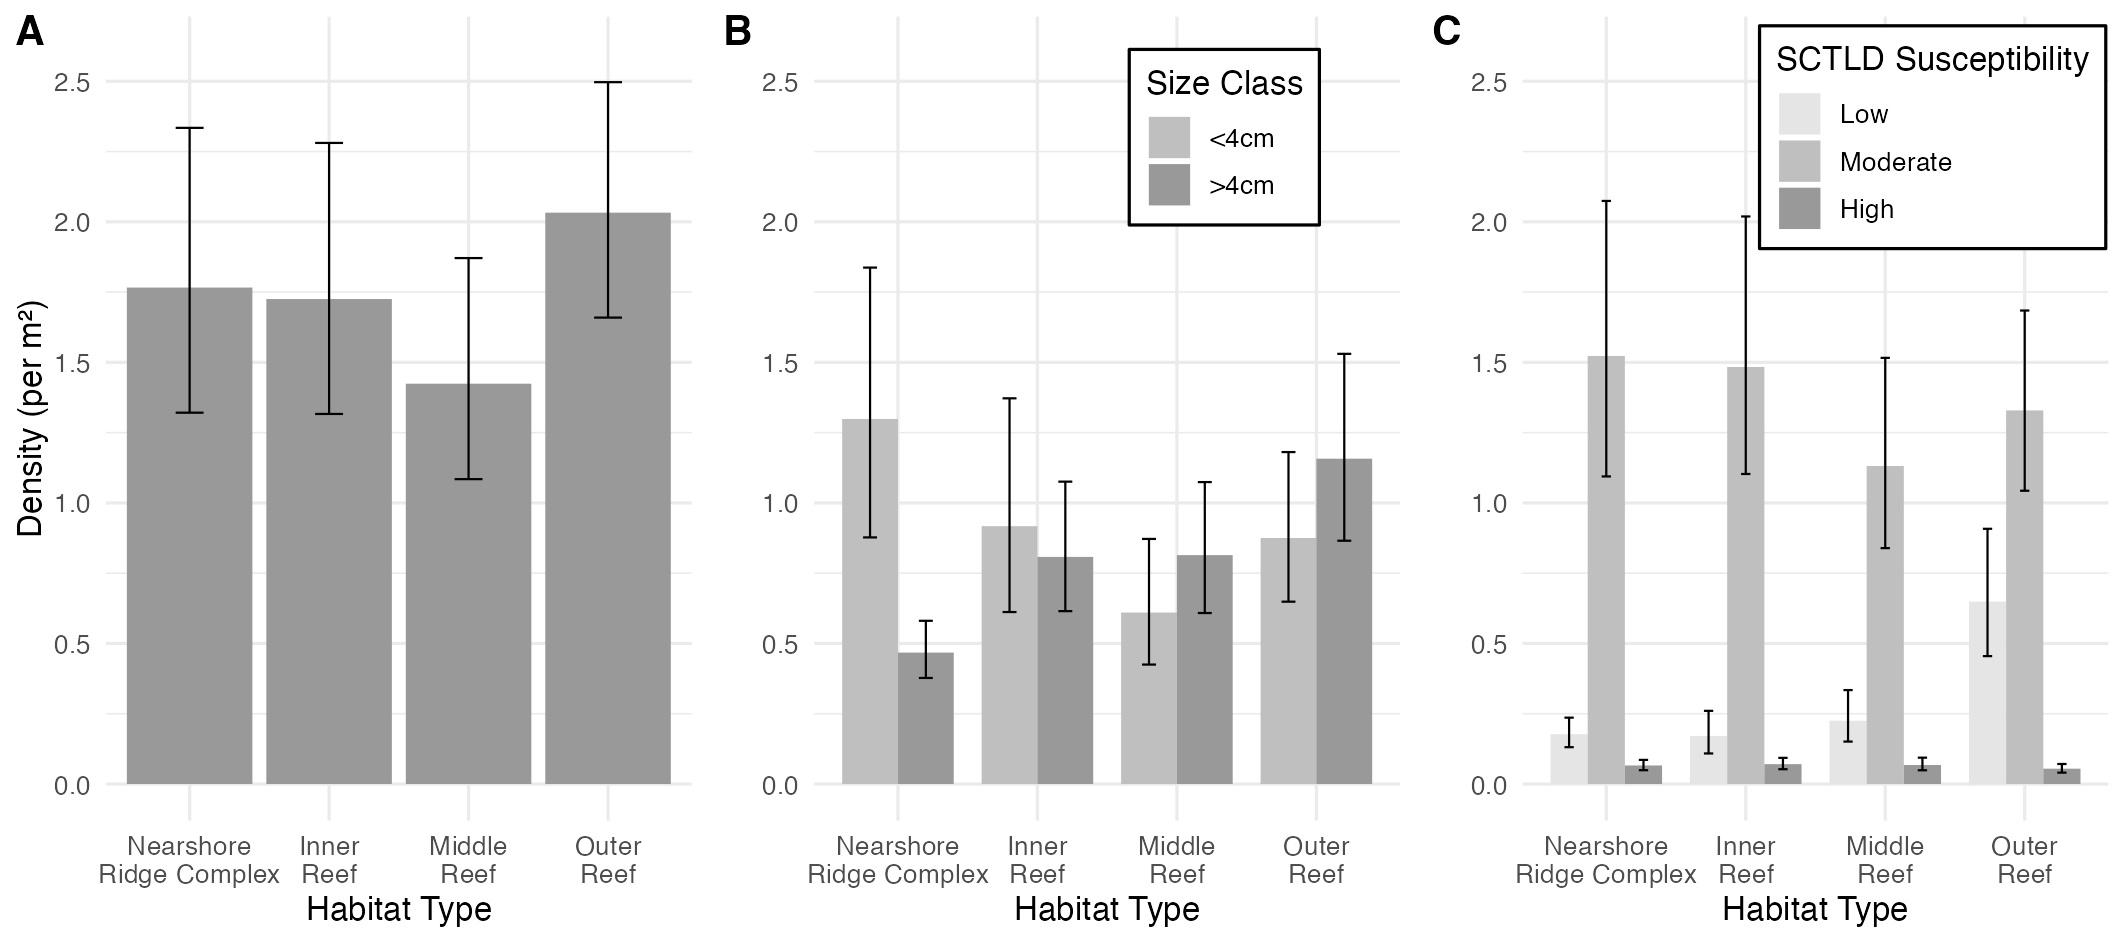 A
Density (per m²)
2.5
2.0
1.5
1.0
0.5
0.0
Nearshore
Ridge Complex
Inner
Reef
Middle
Reef
Outer
Reef
Habitat Type
B
Size Class
<4cm
>4cm
2.5
2.0
1.5
1.0
0.5
0.0
Nearshore
Ridge Complex
Inner
Reef
Middle
Reef
Outer
Reef
Habitat Type
C
SCTLD Susceptibility
Low
Moderate
High
2.5
2.0
1.5
1.0
0.5
0.0
Nearshore
Ridge Complex
Inner
Reef
Middle
Reef
Outer
Reef
Habitat Type